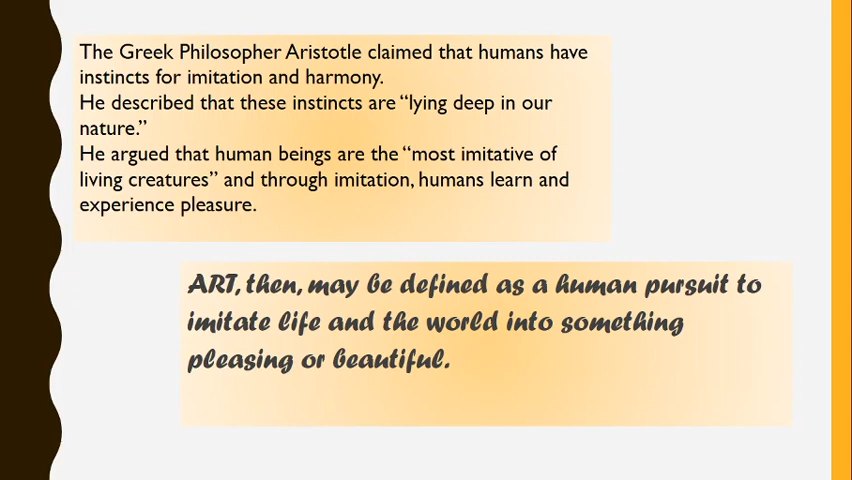 The Greek Philosopher Aristotle claimed that humans have
instincts for imitation and harmony.
He described that these instincts are “lying deep in our
nature.”
He argued that human beings are the “most imitative of
living creatures” and through imitation, humans learn and
experience pleasure.
ART, then, may be defined as a human pursuit to
imitate life and the world into something
pleasing or beautiful.